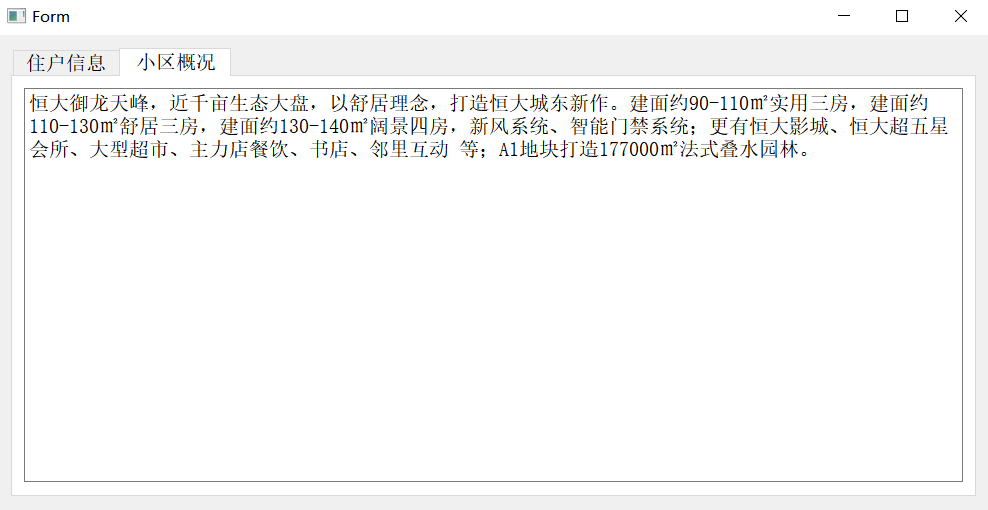 Form
住户信息 小区概况
恒大御龙天峰，近千亩生态大盘，以舒居理念，打造恒大城东新作。建面约90-110㎡实用三房，建面约
110-130㎡舒居三房，建面约130-140㎡阔景四房，新风系统、智能门禁系统；更有恒大影城、恒大超五星
会所、大型超市、主力店餐饮、书店、邻里互动 等；A1地块打造177000㎡法式叠水园林。